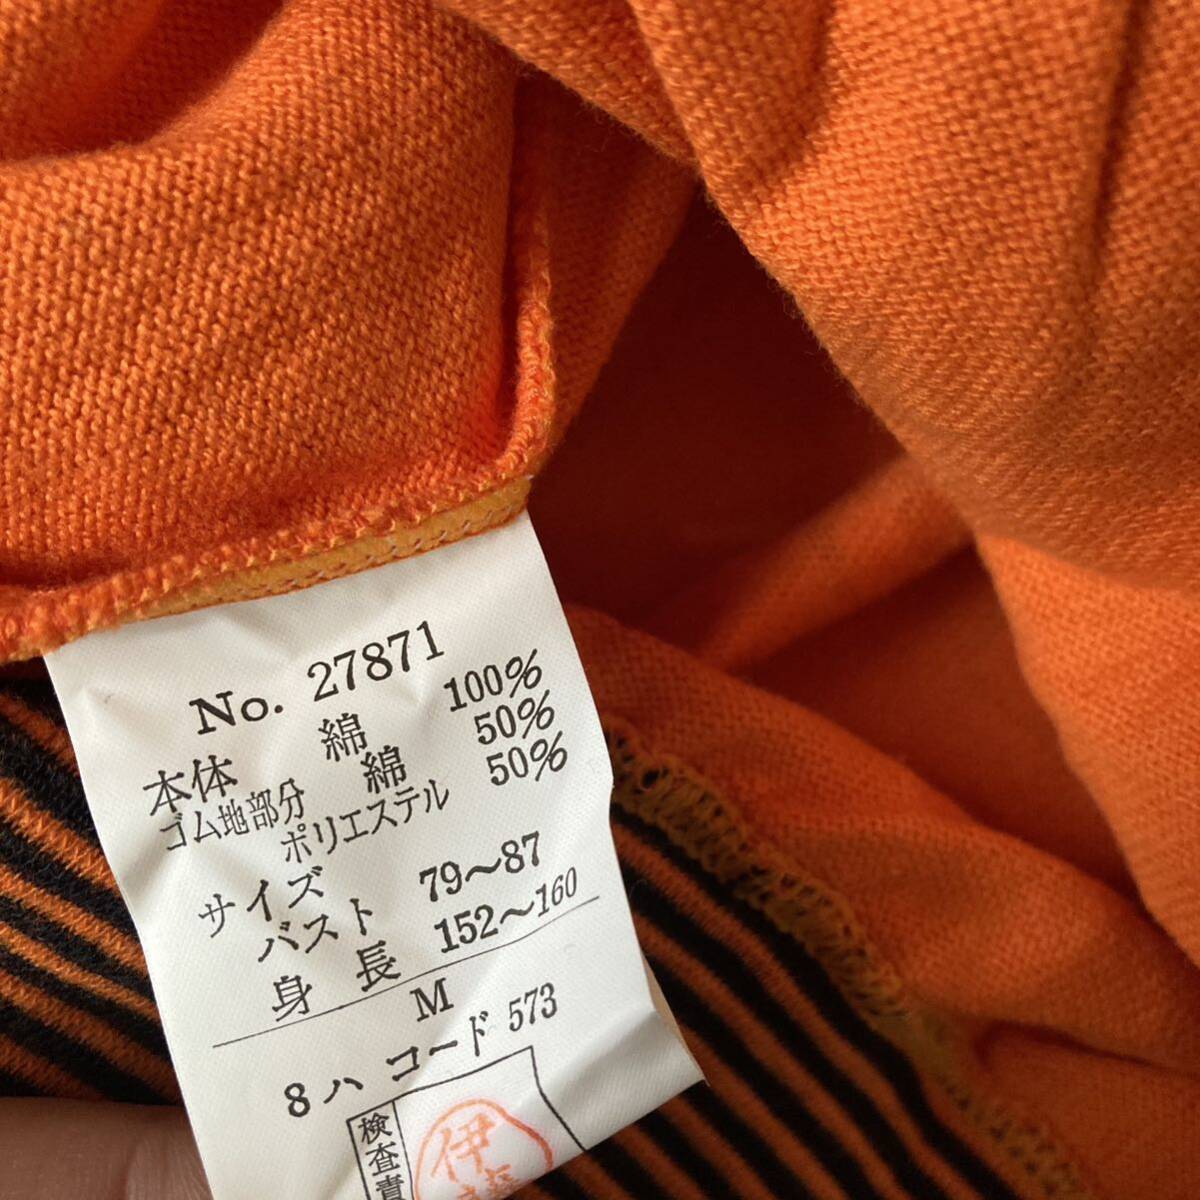 No. 27871
本体 綿 100%
ゴム地部分 綿 50%
ポリエステル 50%
サイズ
バスト 79～87
身長 152～160
M
8ハ コード 573
検査責
伊